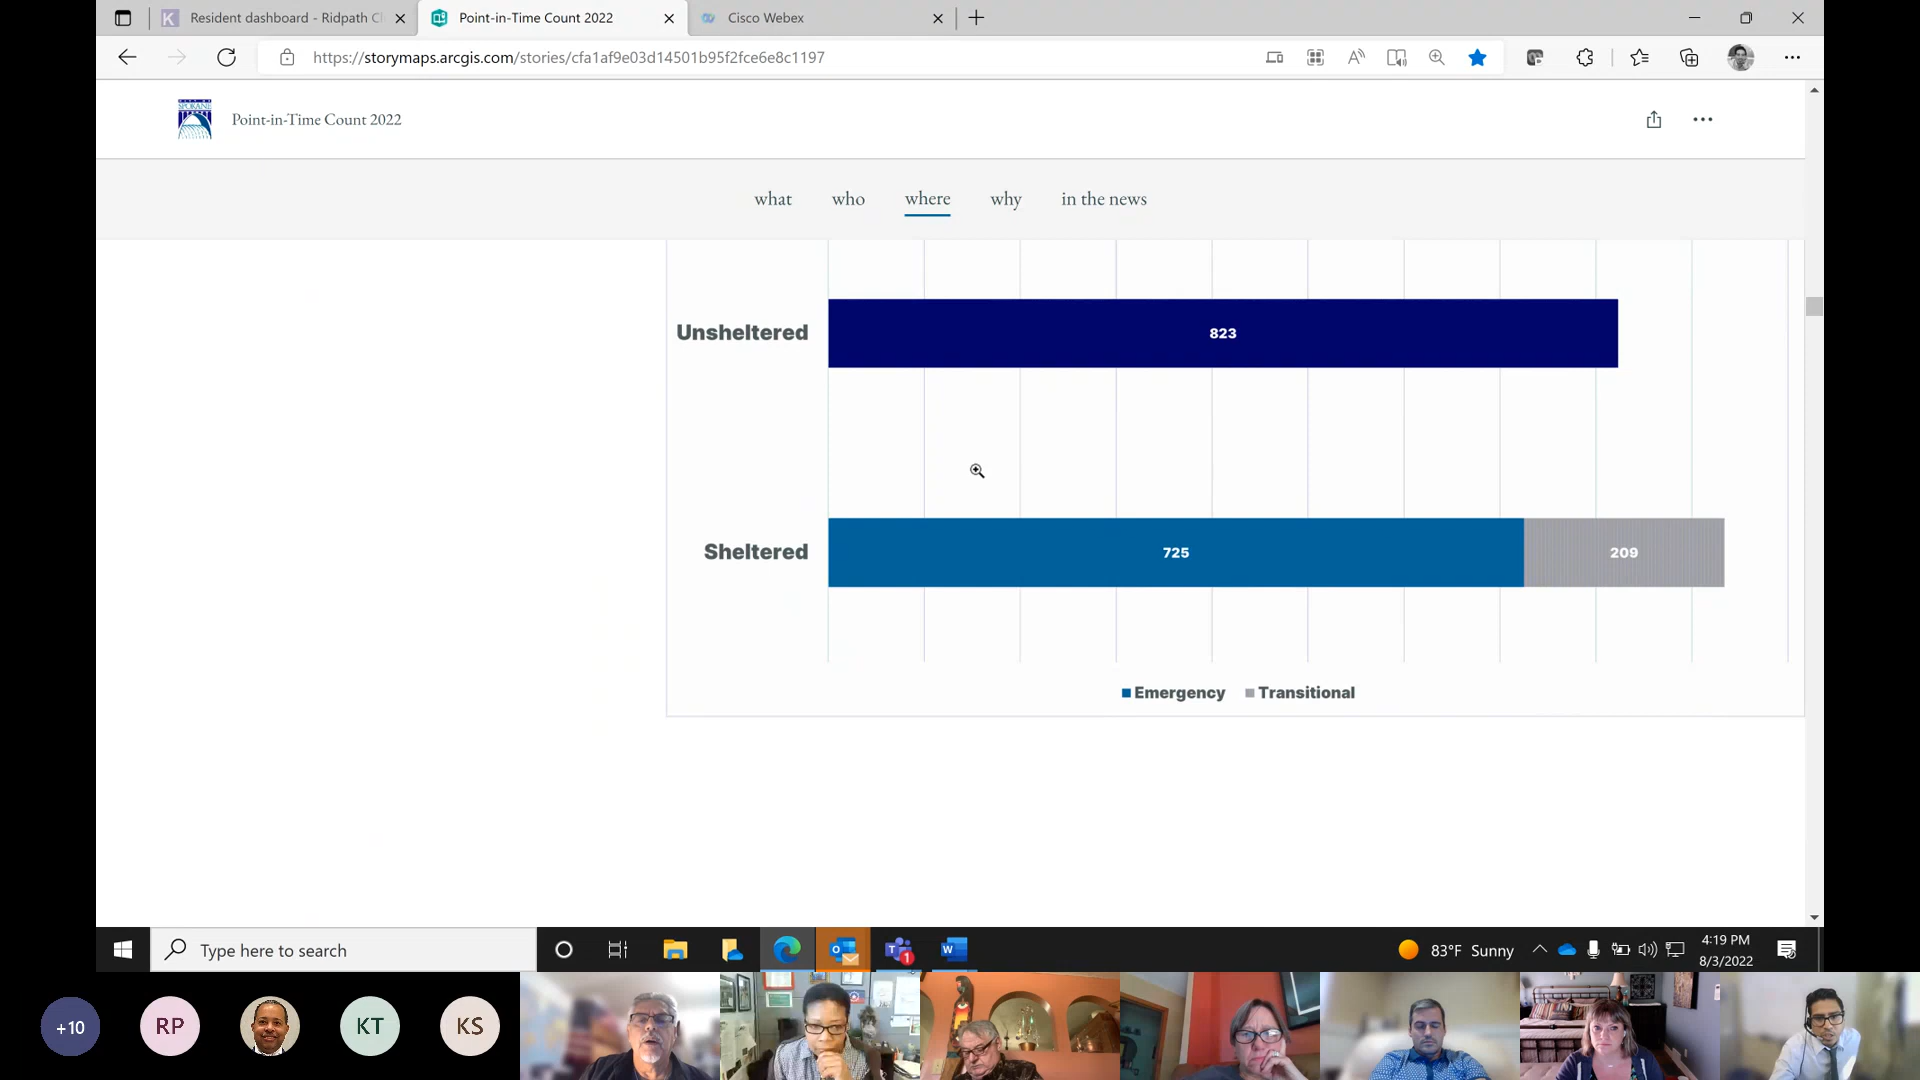 Resident dashboard - Ridpath Cl
Point-in-Time Count 2022
Cisco Webex
https://storymaps.arcgis.com/stories/cfa1af9e03d14501b95f2fce6e8c1197
SPOKANE
Point-in-Time Count 2022
what who where why in the news
Unsheltered
823
Sheltered
725
209
Emergency Transitional
Type here to search
83°F Sunny
4:19 PM
8/3/2022
+10
RP
KT
KS